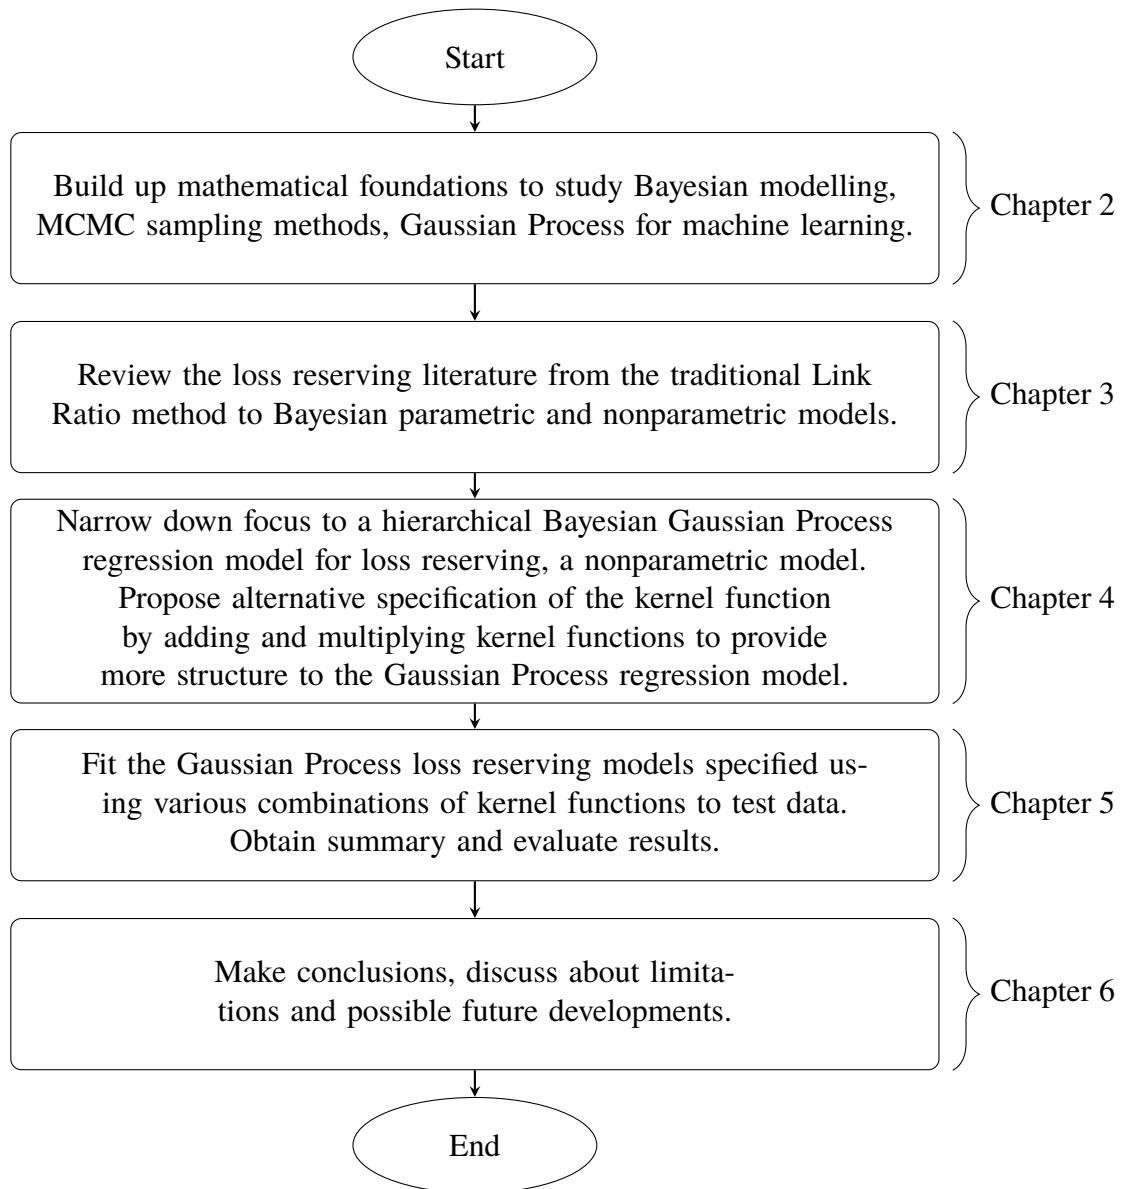 Start
Build up mathematical foundations to study Bayesian modelling,
MCMC sampling methods, Gaussian Process for machine learning.
Chapter 2
Review the loss reserving literature from the traditional Link
Ratio method to Bayesian parametric and nonparametric models.
Chapter 3
Narrow down focus to a hierarchical Bayesian Gaussian Process
regression model for loss reserving, a nonparametric model.
Propose alternative specification of the kernel function
by adding and multiplying kernel functions to provide
more structure to the Gaussian Process regression model.
Chapter 4
Fit the Gaussian Process loss reserving models specified us-
ing various combinations of kernel functions to test data.
Obtain summary and evaluate results.
Chapter 5
Make conclusions, discuss about limita-
tions and possible future developments.
Chapter 6
End